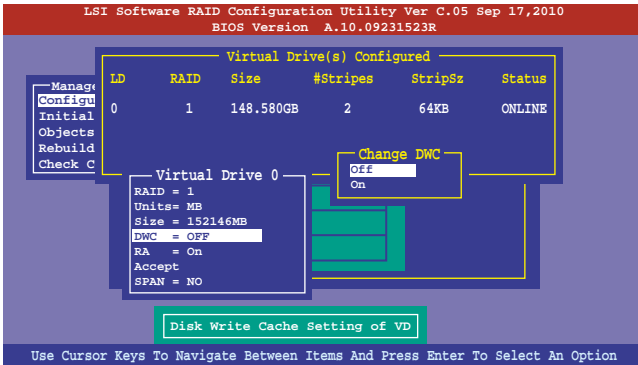 LSI Software RAID Configuration Utility Ver C.05 Sep 17,2010
BIOS Version A.10.09231523R
Virtual Drive(s) Configured
LD RAID Size #Stripes StripSz Status
0 1 148.580GB 2 64KB ONLINE
Manage
Configu
Initial
Objects
Rebuild
Check C
Change DWC
Off
On
Virtual Drive 0
RAID = 1
Units= MB
Size = 152146MB
DWC = OFF
RA = On
Accept
SPAN = NO
Disk Write Cache Setting of VD
Use Cursor Keys To Navigate Between Items And Press Enter To Select An Option